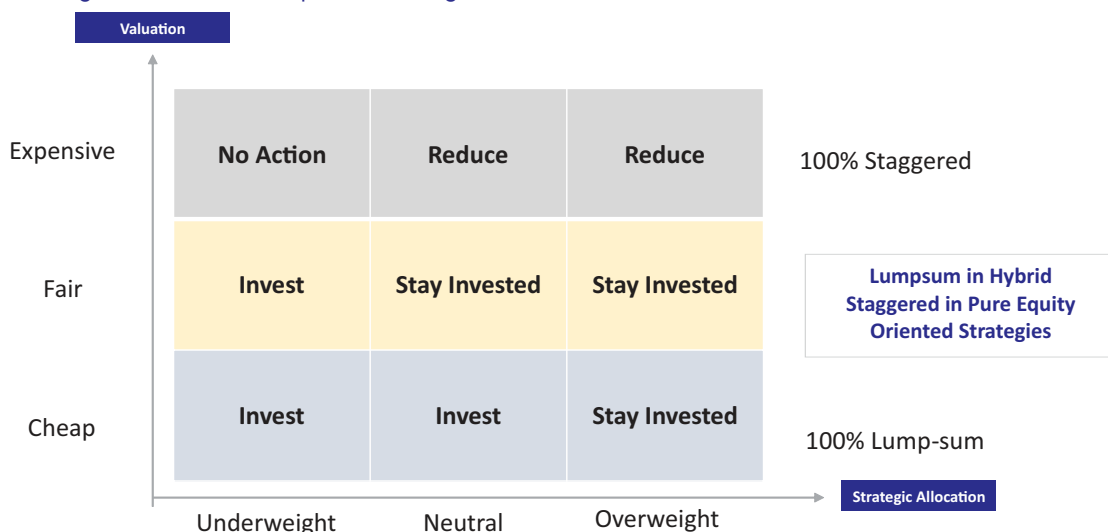 Valuation
Expensive
No Action
Reduce
Reduce
100% Staggered
Fair
Invest
Stay Invested
Stay Invested
Lumpsum in Hybrid
Staggered in Pure Equity
Oriented Strategies
Cheap
Invest
Invest
Stay Invested
100% Lump-sum
Strategic Allocation
Underweight
Neutral
Overweight